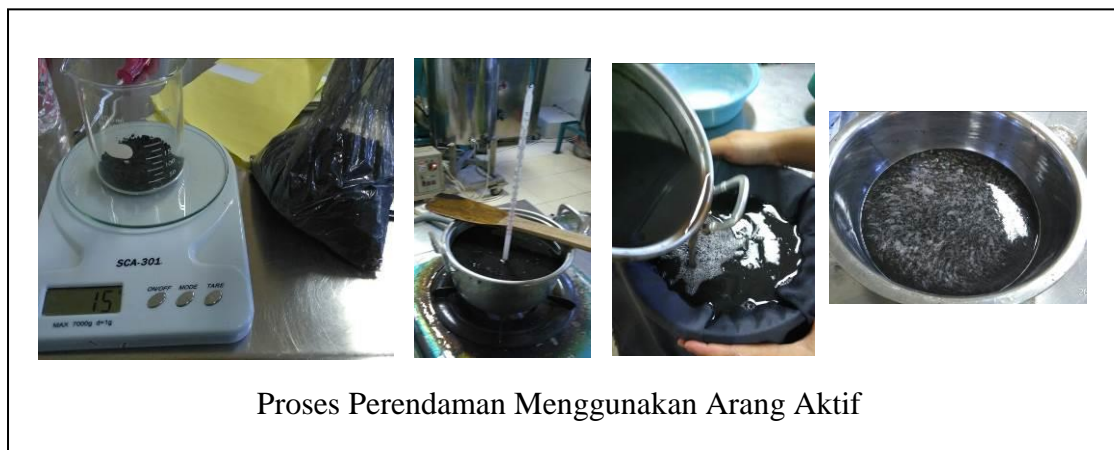 SCA-301
ON/OFF MODE TARE
15
MAX 7000g d=1g
Proses Perendaman Menggunakan Arang Aktif